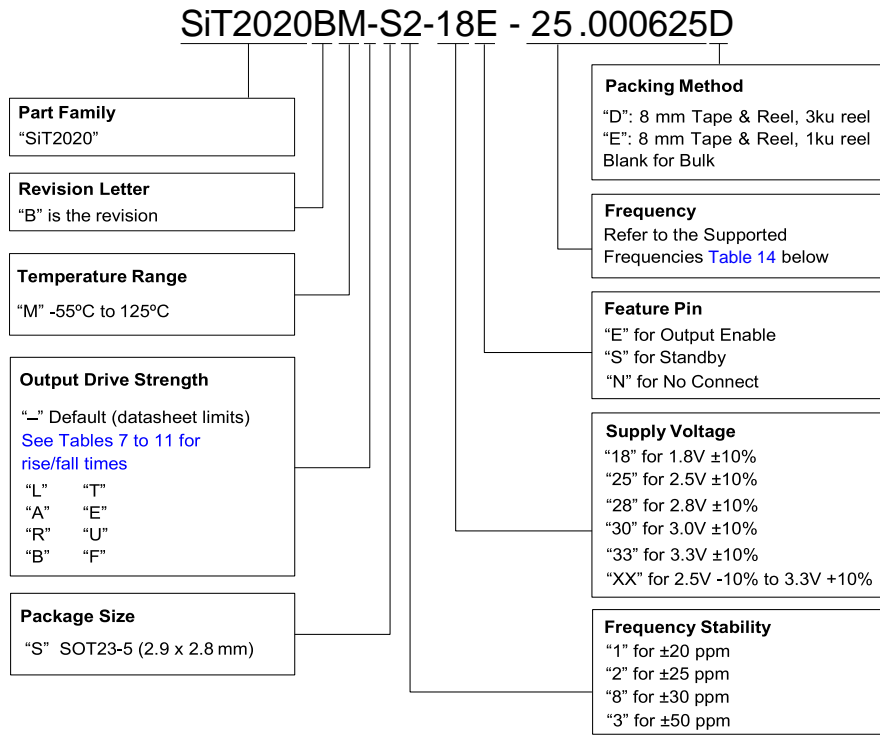 SiT2020BM-S2-18E - 25.000625D
Part Family
“SiT2020”
Revision Letter
“B” is the revision
Temperature Range
“M” -55ºC to 125ºC
Output Drive Strength
“–” Default (datasheet limits)
See Tables 7 to 11 for
rise/fall times
“L” “T”
“A” “E”
“R” “U”
“B” “F”
Package Size
“S” SOT23-5 (2.9 x 2.8 mm)
Packing Method
“D”: 8 mm Tape & Reel, 3ku reel
“E”: 8 mm Tape & Reel, 1ku reel
Blank for Bulk
Frequency
Refer to the Supported
Frequencies Table 14 below
Feature Pin
“E” for Output Enable
“S” for Standby
“N” for No Connect
Supply Voltage
“18” for 1.8V ±10%
“25” for 2.5V ±10%
“28” for 2.8V ±10%
“30” for 3.0V ±10%
“33” for 3.3V ±10%
“XX” for 2.5V -10% to 3.3V +10%
Frequency Stability
“1” for ±20 ppm
“2” for ±25 ppm
“8” for ±30 ppm
“3” for ±50 ppm